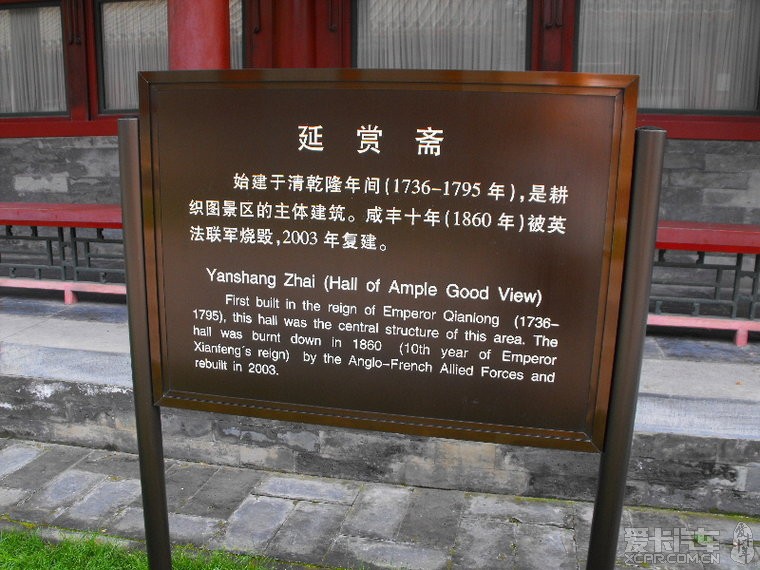 延赏斋
始建于清乾隆年间(1736-1795年),是耕
织图景区的主体建筑。咸丰十年(1860年)被英
法联军烧毁,2003年复建。
Yanshang Zhai (Hall of Ample Good View)
First built in the reign of Emperor Qianlong (1736-
1795), this hall was the central structure of this area. The
hall was burnt down in 1860 (10th year of Emperor
Xianfeng's reign) by the Anglo-French Allied Forces and
rebuilt in 2003.
爱卡汽车
XCAR.COM.CN